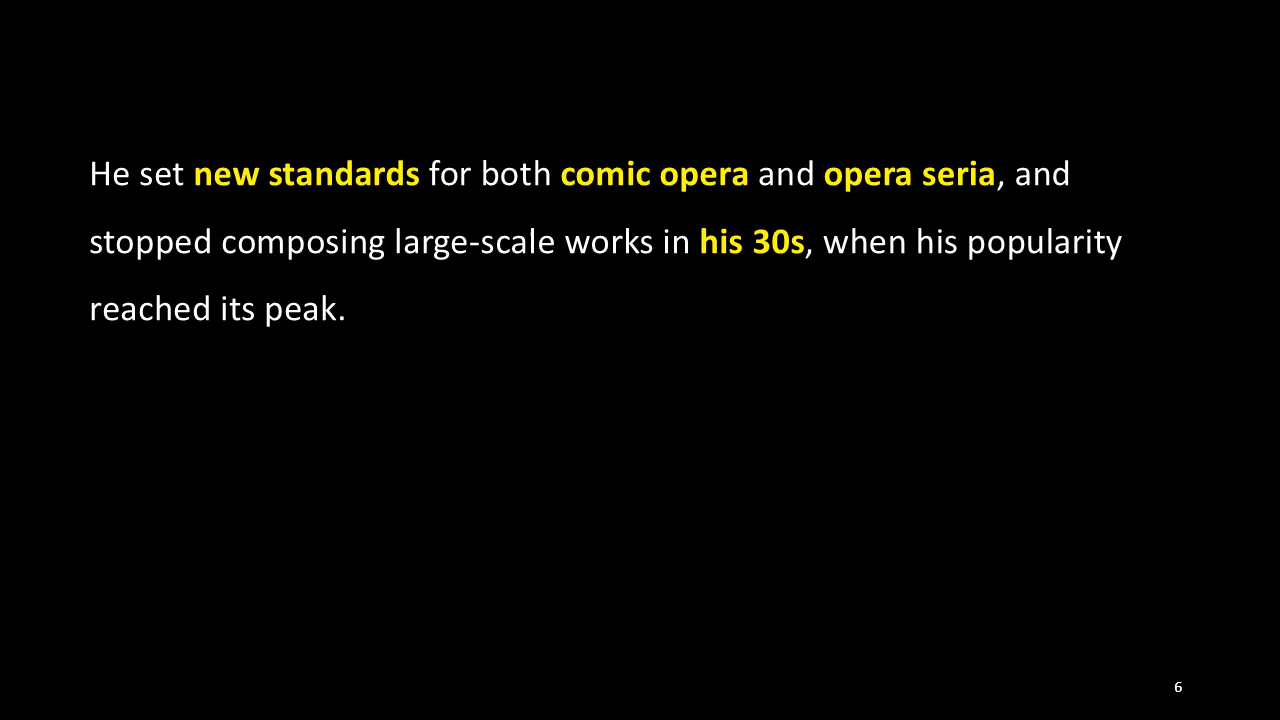 He set new standards for both comic opera and opera seria, and
stopped composing large-scale works in his 30s, when his popularity
reached its peak.
6